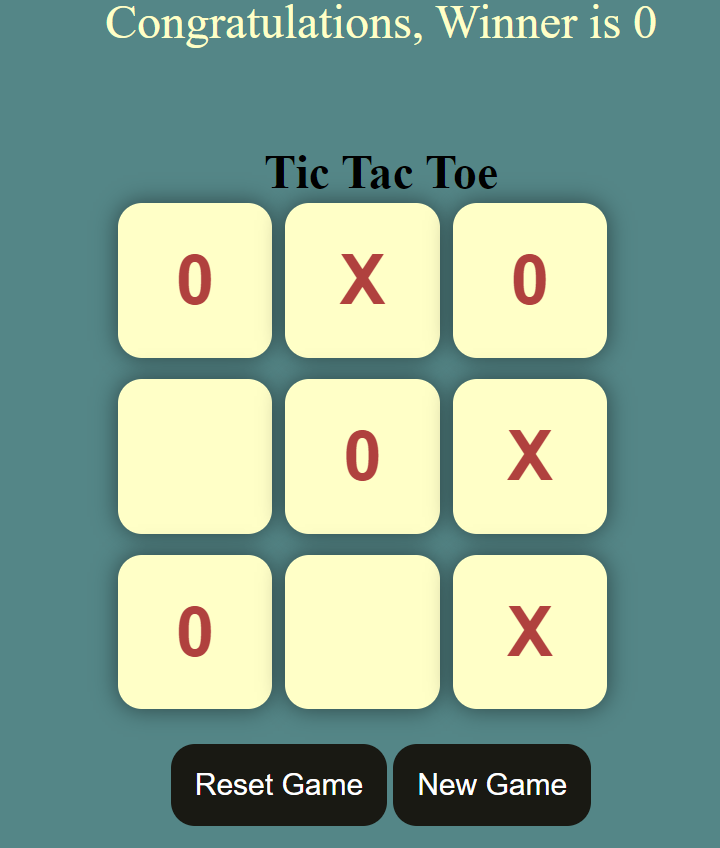 Congratulations, Winner is 0
Tic Tac Toe
0 X 0
0 X
0 X
Reset Game New Game